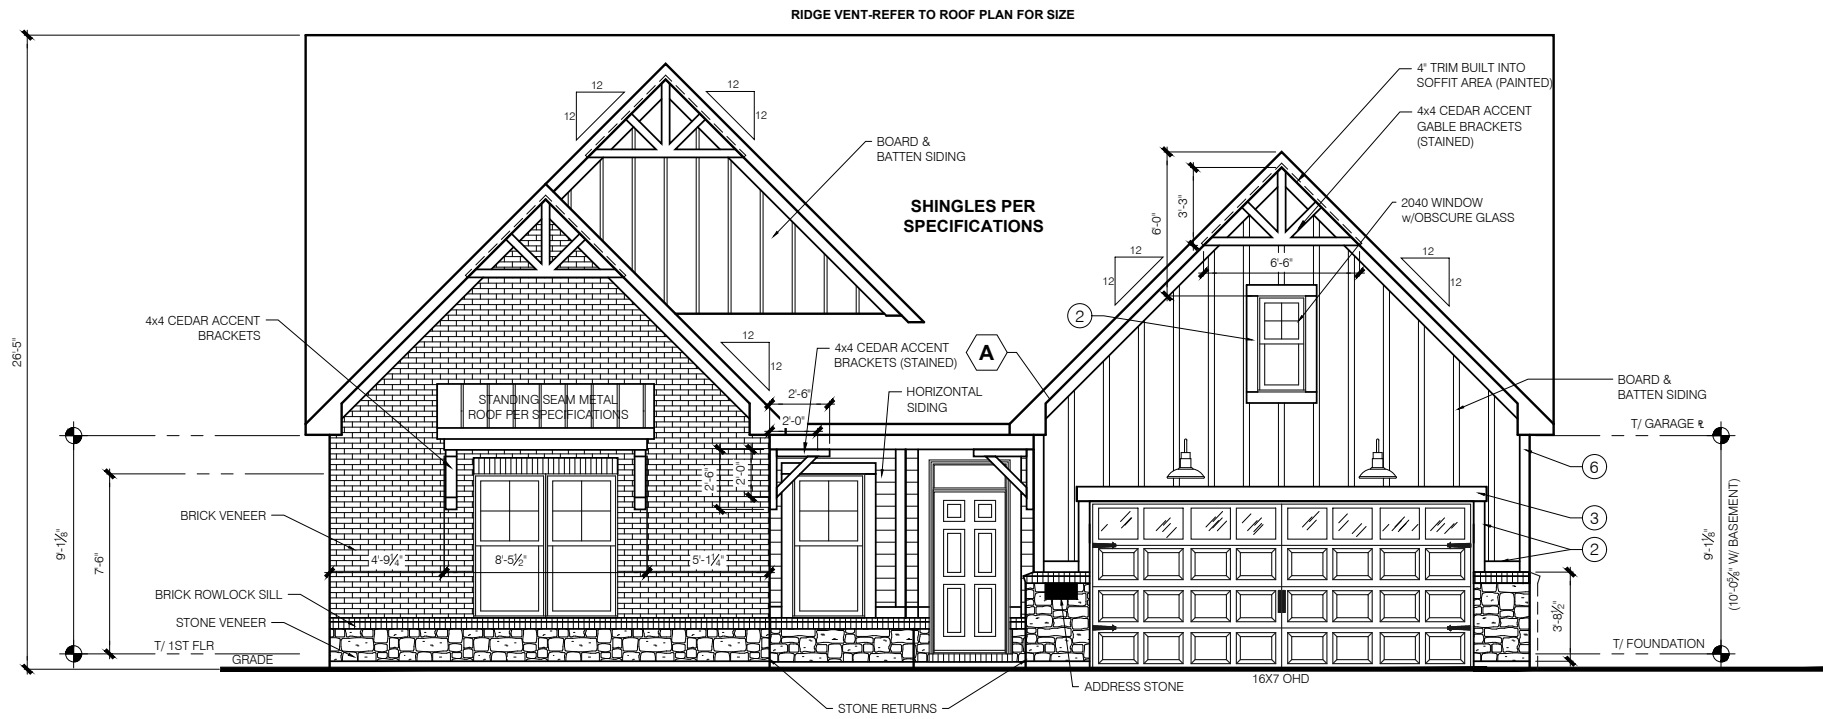 RIDGE VENT-REFER TO ROOF PLAN FOR SIZE
4" TRIM BUILT INTO
SOFFIT AREA (PAINTED)
12
12
12
12
4x4 CEDAR ACCENT
GABLE BRACKETS
(STAINED)
BOARD &
BATTEN SIDING
SHINGLES PER
SPECIFICATIONS
6'-0"
3'-3"
2040 WINDOW
w/OBSCURE GLASS
12
12
6'-6"
12
12
26'-5"
4x4 CEDAR ACCENT
BRACKETS
2
12
12
4x4 CEDAR ACCENT
BRACKETS (STAINED)
A
HORIZONTAL
SIDING
BOARD &
BATTEN SIDING
STANDING SEAM METAL
ROOF PER SPECIFICATIONS
2'-6"
2'-0"
T/ GARAGE ℄
6
2'-6"
2'-0"
BRICK VENEER
3
2
9'-1⅛"
7'-6"
4'-9¼"
8'-5½"
5'-1¼"
9'-1⅛"
(10'-0⅝" W/ BASEMENT)
BRICK ROWLOCK SILL
STONE VENEER
3'-8½"
T/ 1ST FLR
GRADE
T/ FOUNDATION
16X7 OHD
ADDRESS STONE
STONE RETURNS